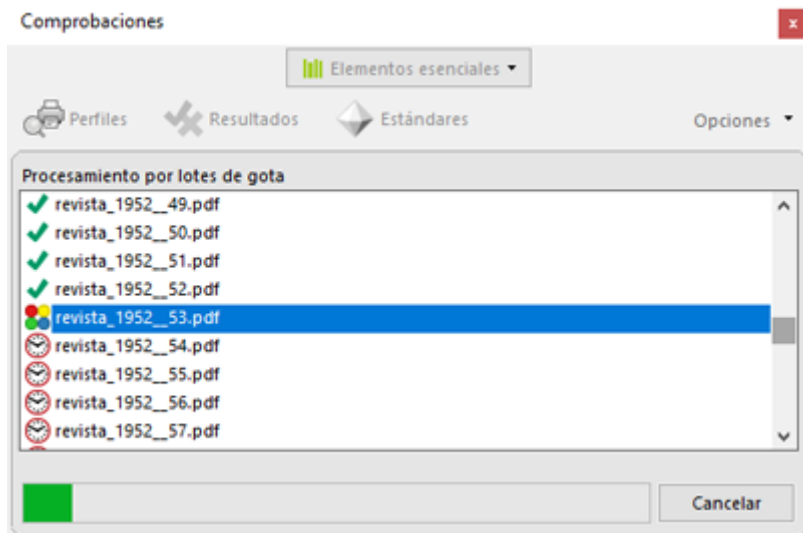 Comprobaciones
Elementos esenciales
Perfiles Resultados Estándares Opciones
Procesamiento por lotes de gota
revista_1952__49.pdf
revista_1952__50.pdf
revista_1952__51.pdf
revista_1952__52.pdf
revista_1952__53.pdf
revista_1952__54.pdf
revista_1952__55.pdf
revista_1952__56.pdf
revista_1952__57.pdf
Cancelar